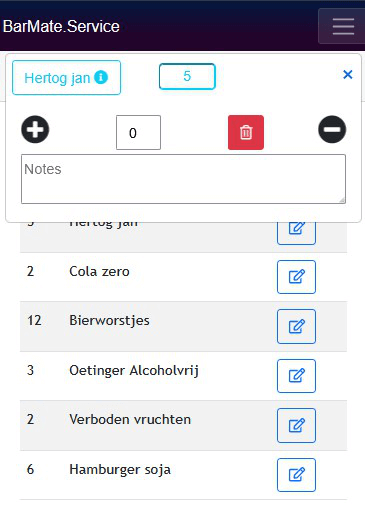 BarMate.Service
Hertog jan 5 ×
0
Notes
5 Hertog jan
2 Cola zero
12 Bierworstjes
3 Oetinger Alcoholvrij
2 Verboden vruchten
6 Hamburger soja